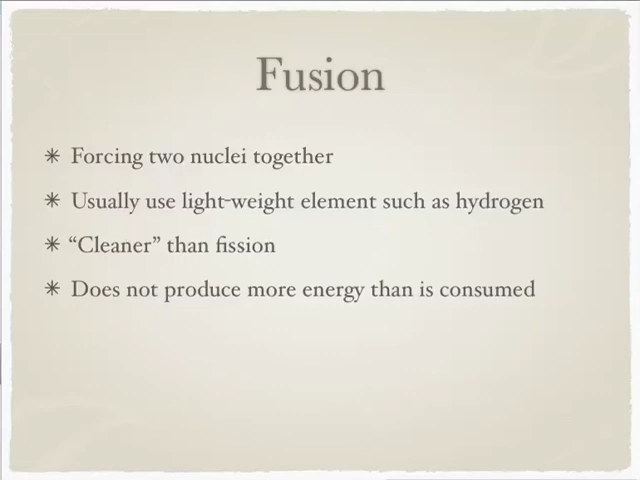 Fusion
✴ Forcing two nuclei together
✴ Usually use light-weight element such as hydrogen
✴ “Cleaner” than fission
✴ Does not produce more energy than is consumed